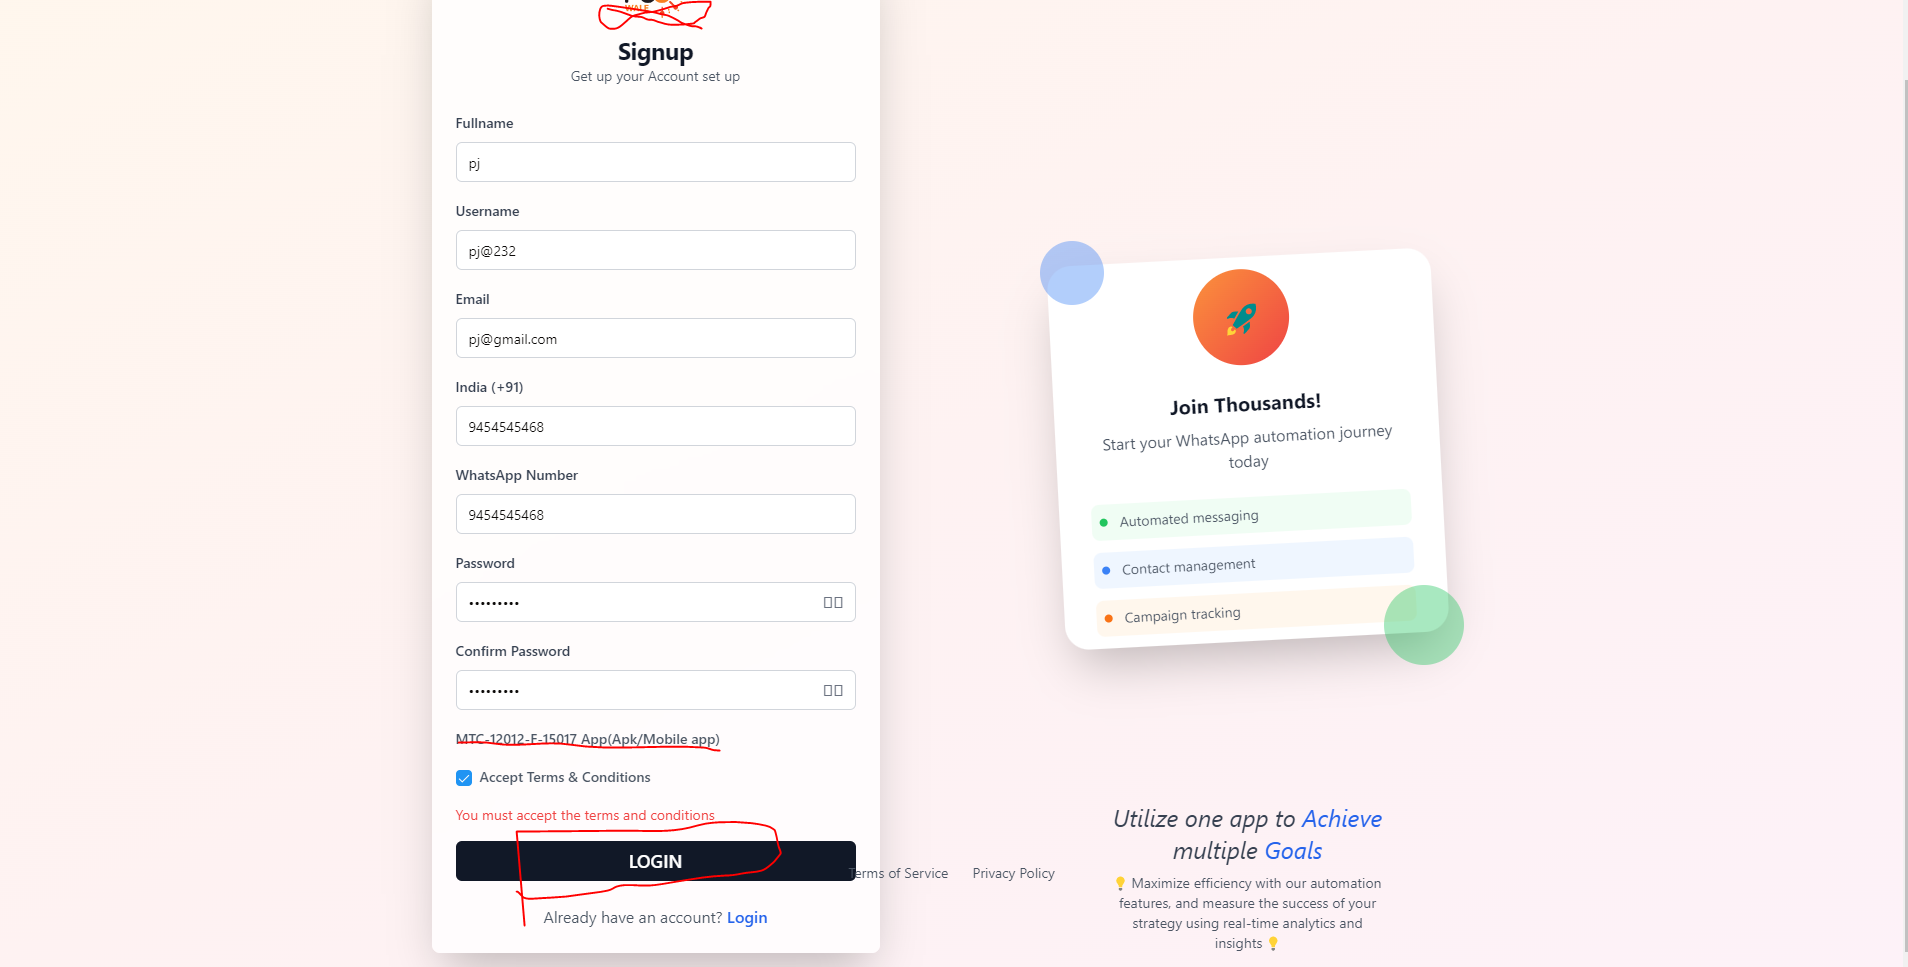 WALE
Signup
Get up your Account set up
Fullname
pj
Username
pj@232
Email
pj@gmail.com
India (+91)
9454545468
WhatsApp Number
9454545468
Password
•••••••••
Confirm Password
•••••••••
MTC-12012-F-15017 App(Apk/Mobile app)
Accept Terms & Conditions
You must accept the terms and conditions
LOGIN
Already have an account? Login
Terms of Service Privacy Policy
Join Thousands!
Start your WhatsApp automation journey
today
Automated messaging
Contact management
Campaign tracking
Utilize one app to Achieve
multiple Goals
💡 Maximize efficiency with our automation
features, and measure the success of your
strategy using real-time analytics and
insights 💡